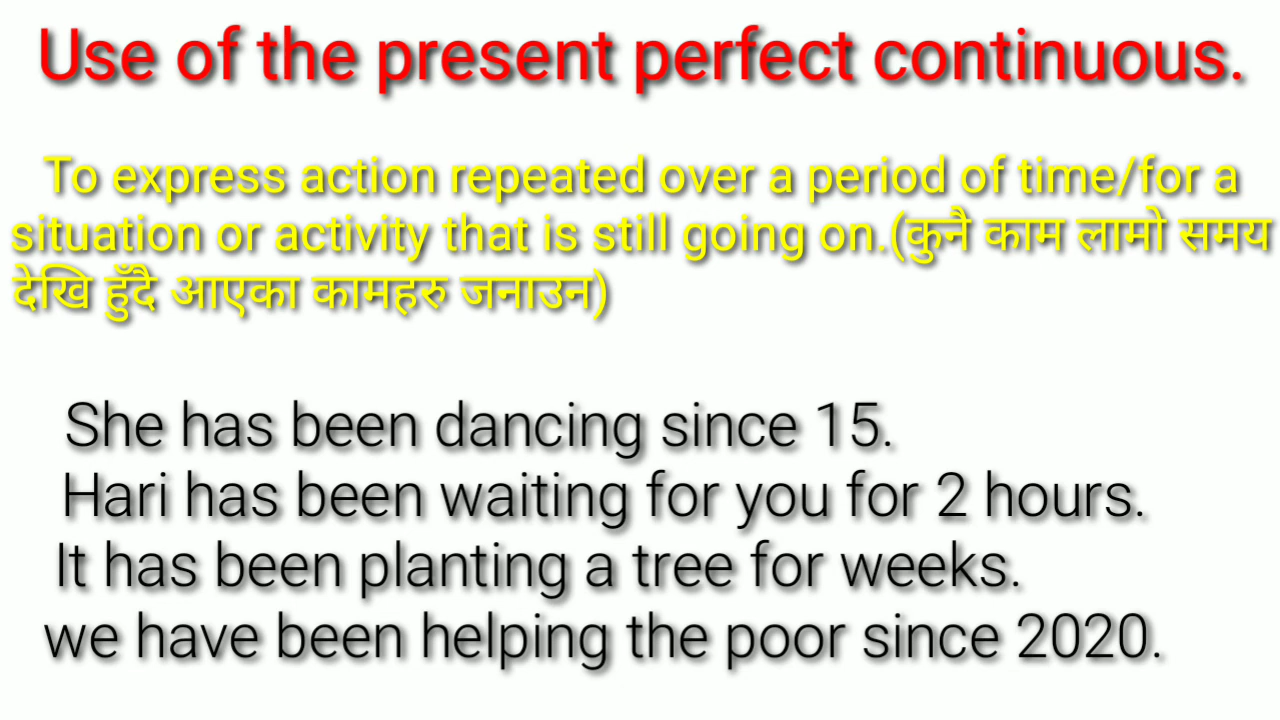 Use of the present perfect continuous.
To express action repeated over a period of time/for a
situation or activity that is still going on.(कुनै काम लामो समय
देखि हुँदै आएका कामहरु जनाउन)
She has been dancing since 15.
Hari has been waiting for you for 2 hours.
It has been planting a tree for weeks.
we have been helping the poor since 2020.